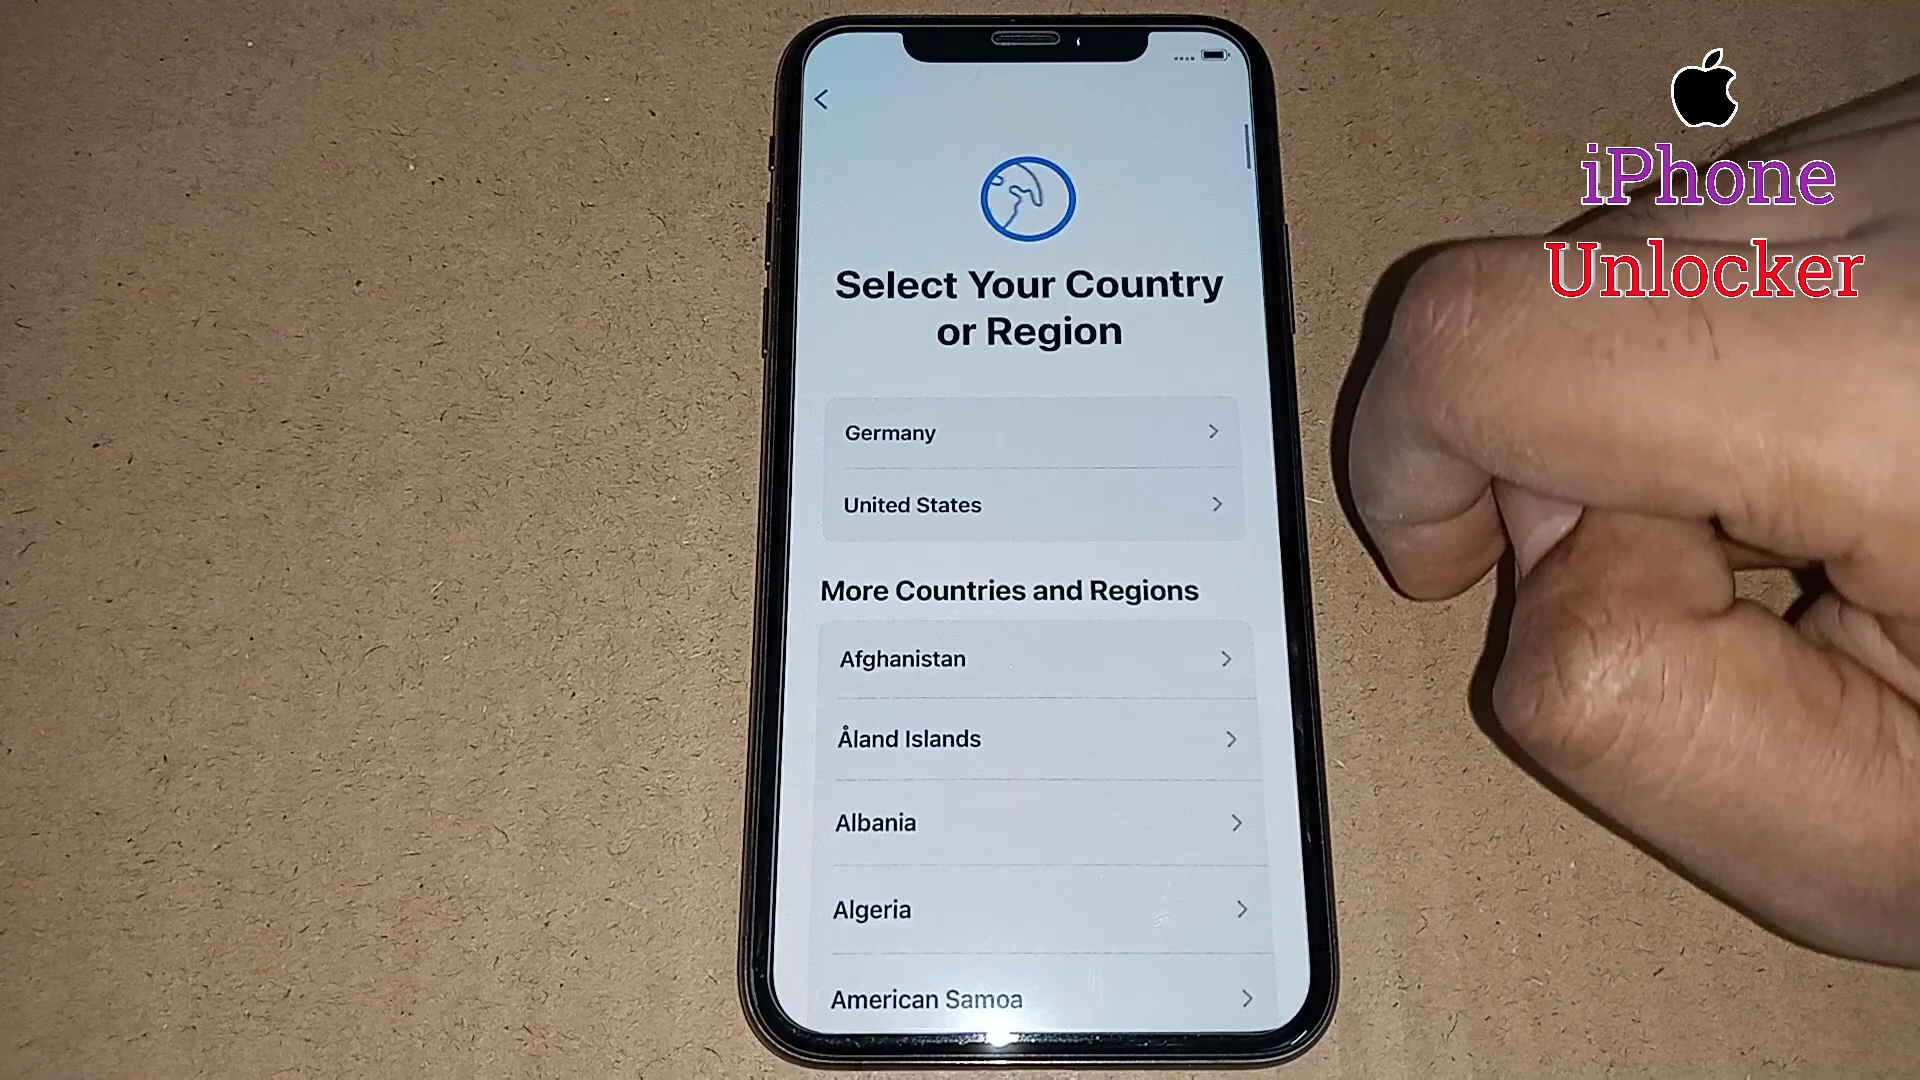 Select Your Country
or Region
Germany
United States
More Countries and Regions
Afghanistan
Åland Islands
Albania
Algeria
American Samoa
iPhone
Unlocker